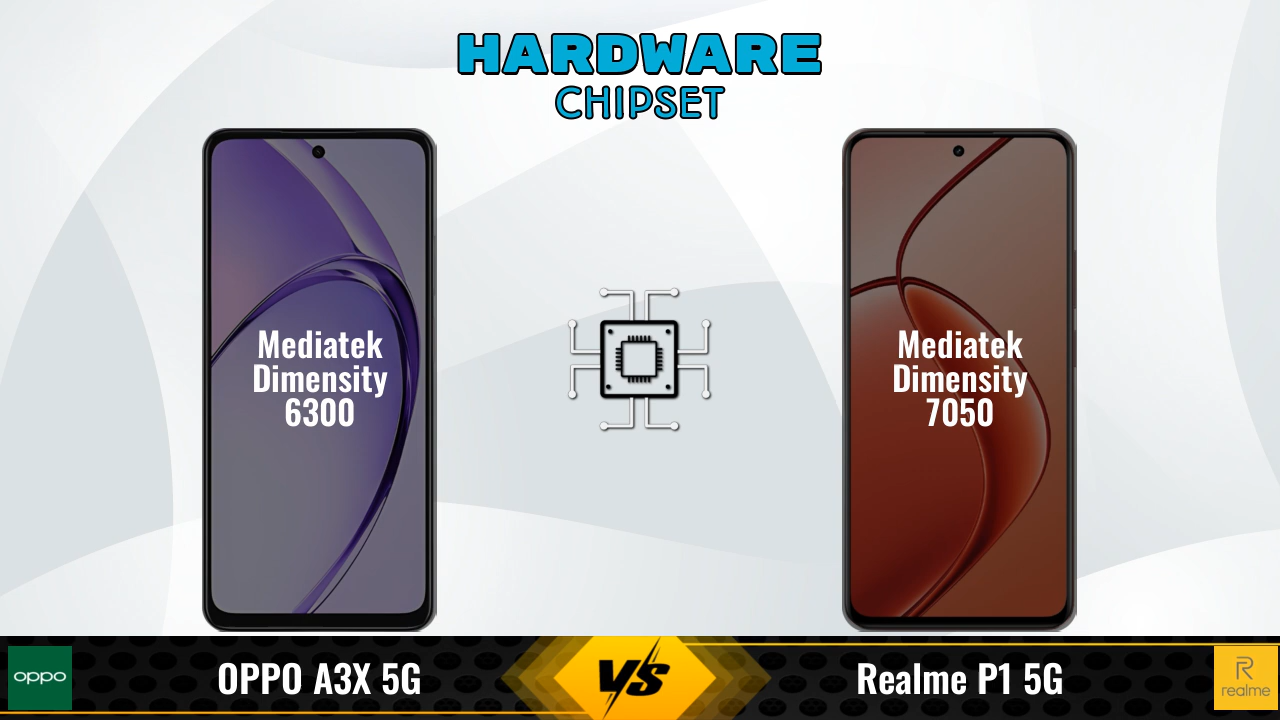 HARDWARE
CHIPSET
Mediatek
Dimensity
6300
Mediatek
Dimensity
7050
oppo
OPPO A3X 5G
VS
Realme P1 5G
R
realme